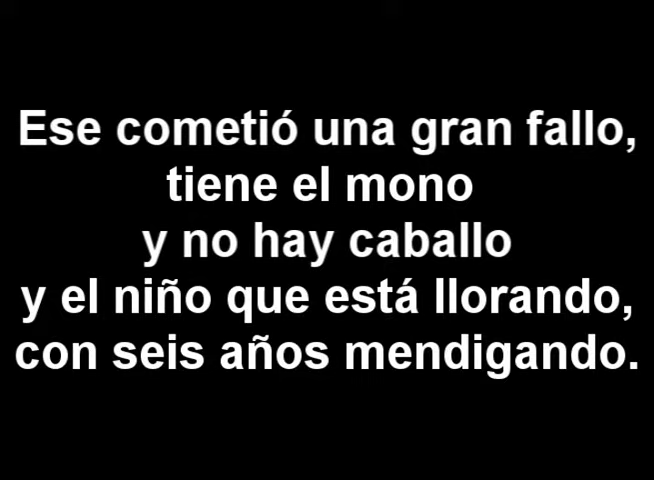 Ese cometió una gran fallo,
tiene el mono
y no hay caballo
y el niño que está llorando,
con seis años mendigando.